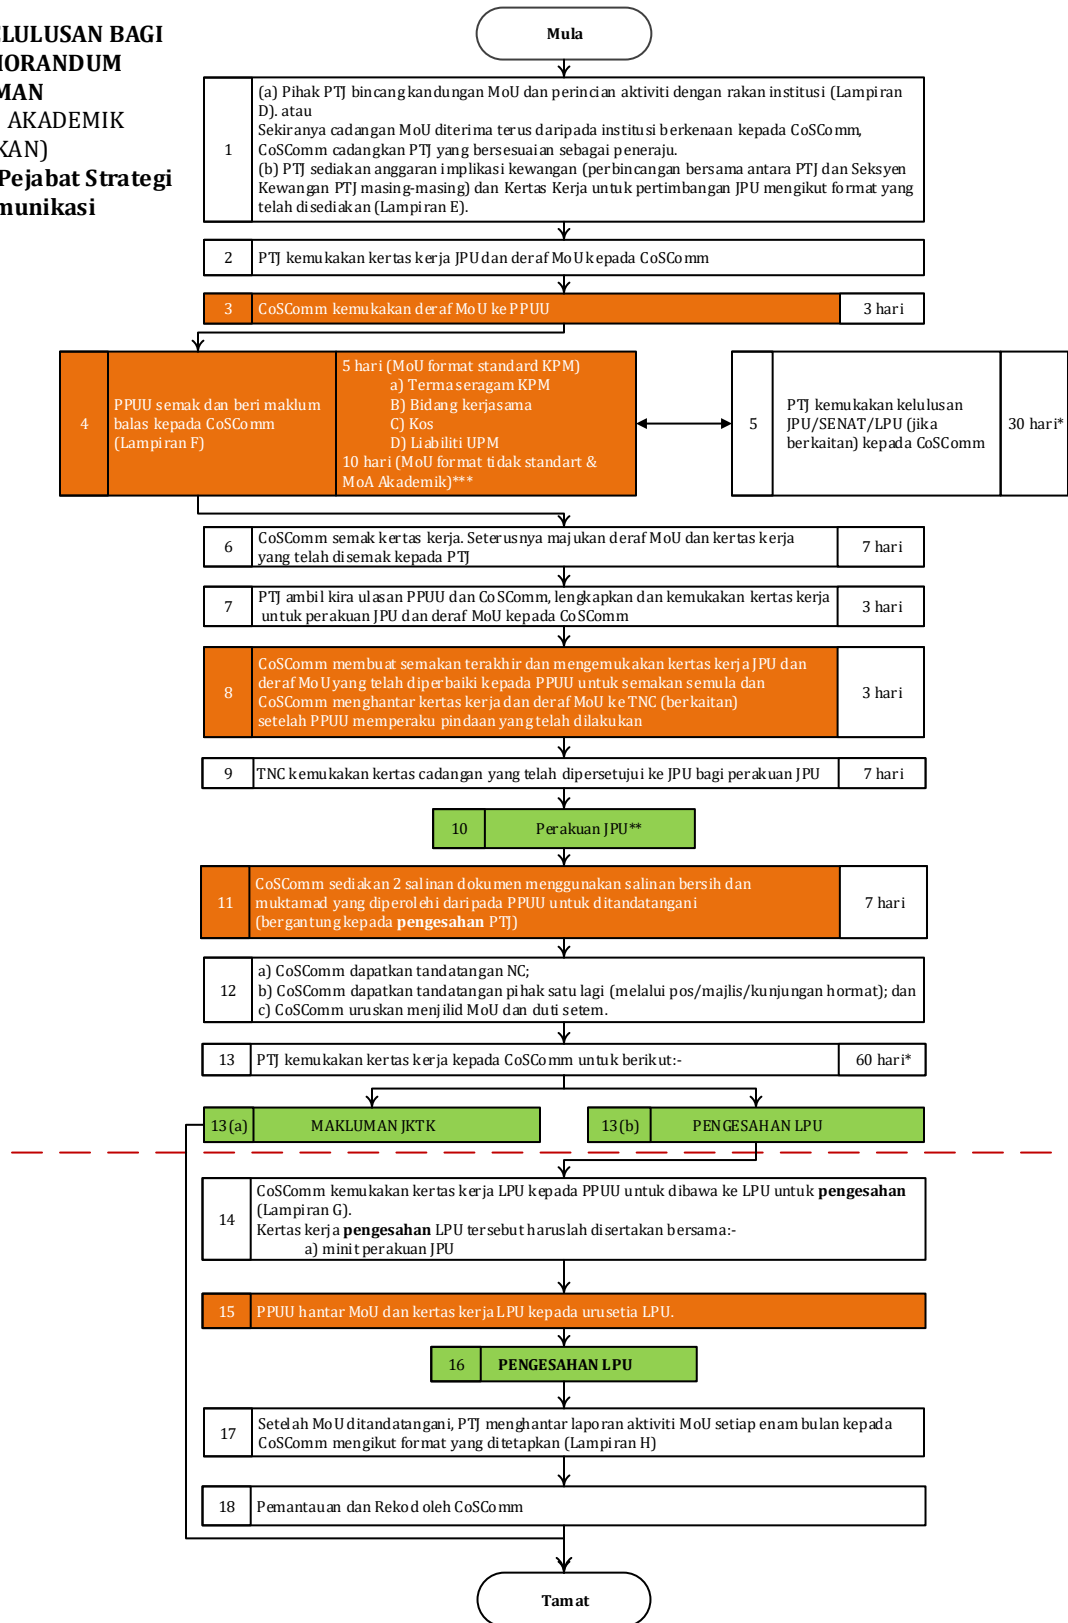 LULUSAN BAGI
MORANDUM
MAN
AKADEMIK
KAN)
Pejabat Strategi
munikasi
Mula
1
(a) Pihak PTJ bincang kandungan MoU dan perincian aktiviti dengan rakan institusi (Lampiran
D). atau
Sekiranya cadangan MoU diterima terus daripada institusi berkenaan kepada CoSComm,
CoSComm cadangkan PTJ yang bersesuaian sebagai peneraju.
(b) PTJ sediakan anggaran implikasi kewangan (perbincangan bersama antara PTJ dan Seksyen
Kewangan PTJ masing-masing) dan Kertas Kerja untuk pertimbangan JPU mengikut format yang
telah disediakan (Lampiran E).
2
PTJ kemukakan kertas kerja JPU dan deraf MoU kepada CoSComm
3
CoSComm kemukakan deraf MoU ke PPUU
3 hari
4
PPUU semak dan beri maklum
balas kepada CoSComm
(Lampiran F)
5 hari (MoU format standard KPM)
a) Terma seragam KPM
B) Bidang kerjasama
C) Kos
D) Liabiliti UPM
10 hari (MoU format tidak standart &
MoA Akademik)***
5
PTJ kemukakan kelulusan
JPU/SENAT/LPU (jika
berkaitan) kepada CoSComm
30 hari*
6
CoSComm semak kertas kerja. Seterusnya majukan deraf MoU dan kertas kerja
yang telah disemak kepada PTJ
7 hari
7
PTJ ambil kira ulasan PPUU dan CoSComm, lengkapkan dan kemukakan kertas kerja
untuk perakuan JPU dan deraf MoU kepada CoSComm
3 hari
8
CoSComm membuat semakan terakhir dan mengemukakan kertas kerja JPU dan
deraf MoU yang telah diperbaiki kepada PPUU untuk semakan semula dan
CoSComm menghantar kertas kerja dan deraf MoU ke TNC (berkaitan)
setelah PPUU memperaku pindaan yang telah dilakukan
3 hari
9
TNC kemukakan kertas cadangan yang telah dipersetujui ke JPU bagi perakuan JPU
7 hari
10
Perakuan JPU**
11
CoSComm sediakan 2 salinan dokumen menggunakan salinan bersih dan
muktamad yang diperolehi daripada PPUU untuk ditandatangani
(bergantung kepada pengesahan PTJ)
7 hari
12
a) CoSComm dapatkan tandatangan NC;
b) CoSComm dapatkan tandatangan pihak satu lagi (melalui pos/majlis/kunjungan hormat); dan
c) CoSComm uruskan menjilid MoU dan duti setem.
13
PTJ kemukakan kertas kerja kepada CoSComm untuk berikut:-
60 hari*
13(a)
MAKLUMAN JKTK
13(b)
PENGESAHAN LPU
14
CoSComm kemukakan kertas kerja LPU kepada PPUU untuk dibawa ke LPU untuk pengesahan
(Lampiran G).
Kertas kerja pengesahan LPU tersebut haruslah disertakan bersama:-
a) minit perakuan JPU
15
PPUU hantar MoU dan kertas kerja LPU kepada urusetia LPU.
16
PENGESAHAN LPU
17
Setelah MoU ditandatangani, PTJ menghantar laporan aktiviti MoU setiap enam bulan kepada
CoSComm mengikut format yang ditetapkan (Lampiran H)
18
Pemantauan dan Rekod oleh CoSComm
Tamat